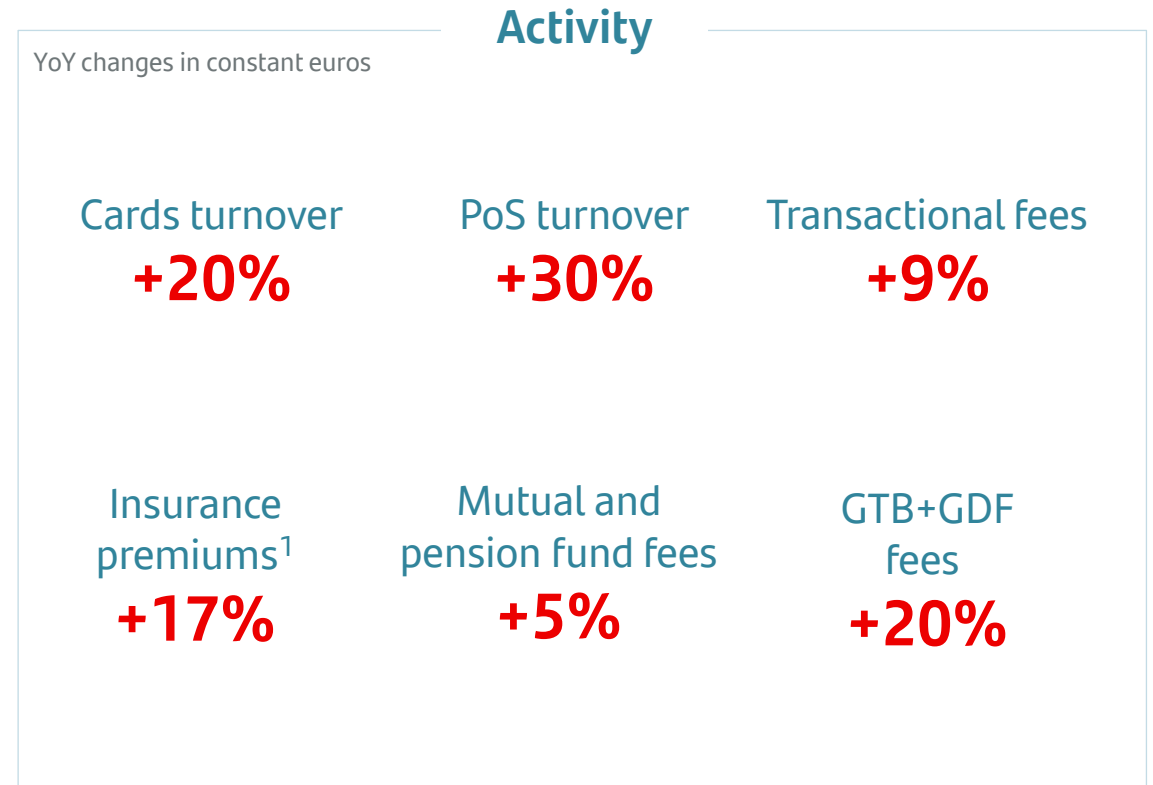 Activity
YoY changes in constant euros
Cards turnover
+20%
PoS turnover
+30%
Transactional fees
+9%
Insurance
premiums¹
+17%
Mutual and
pension fund fees
+5%
GTB+GDF
fees
+20%